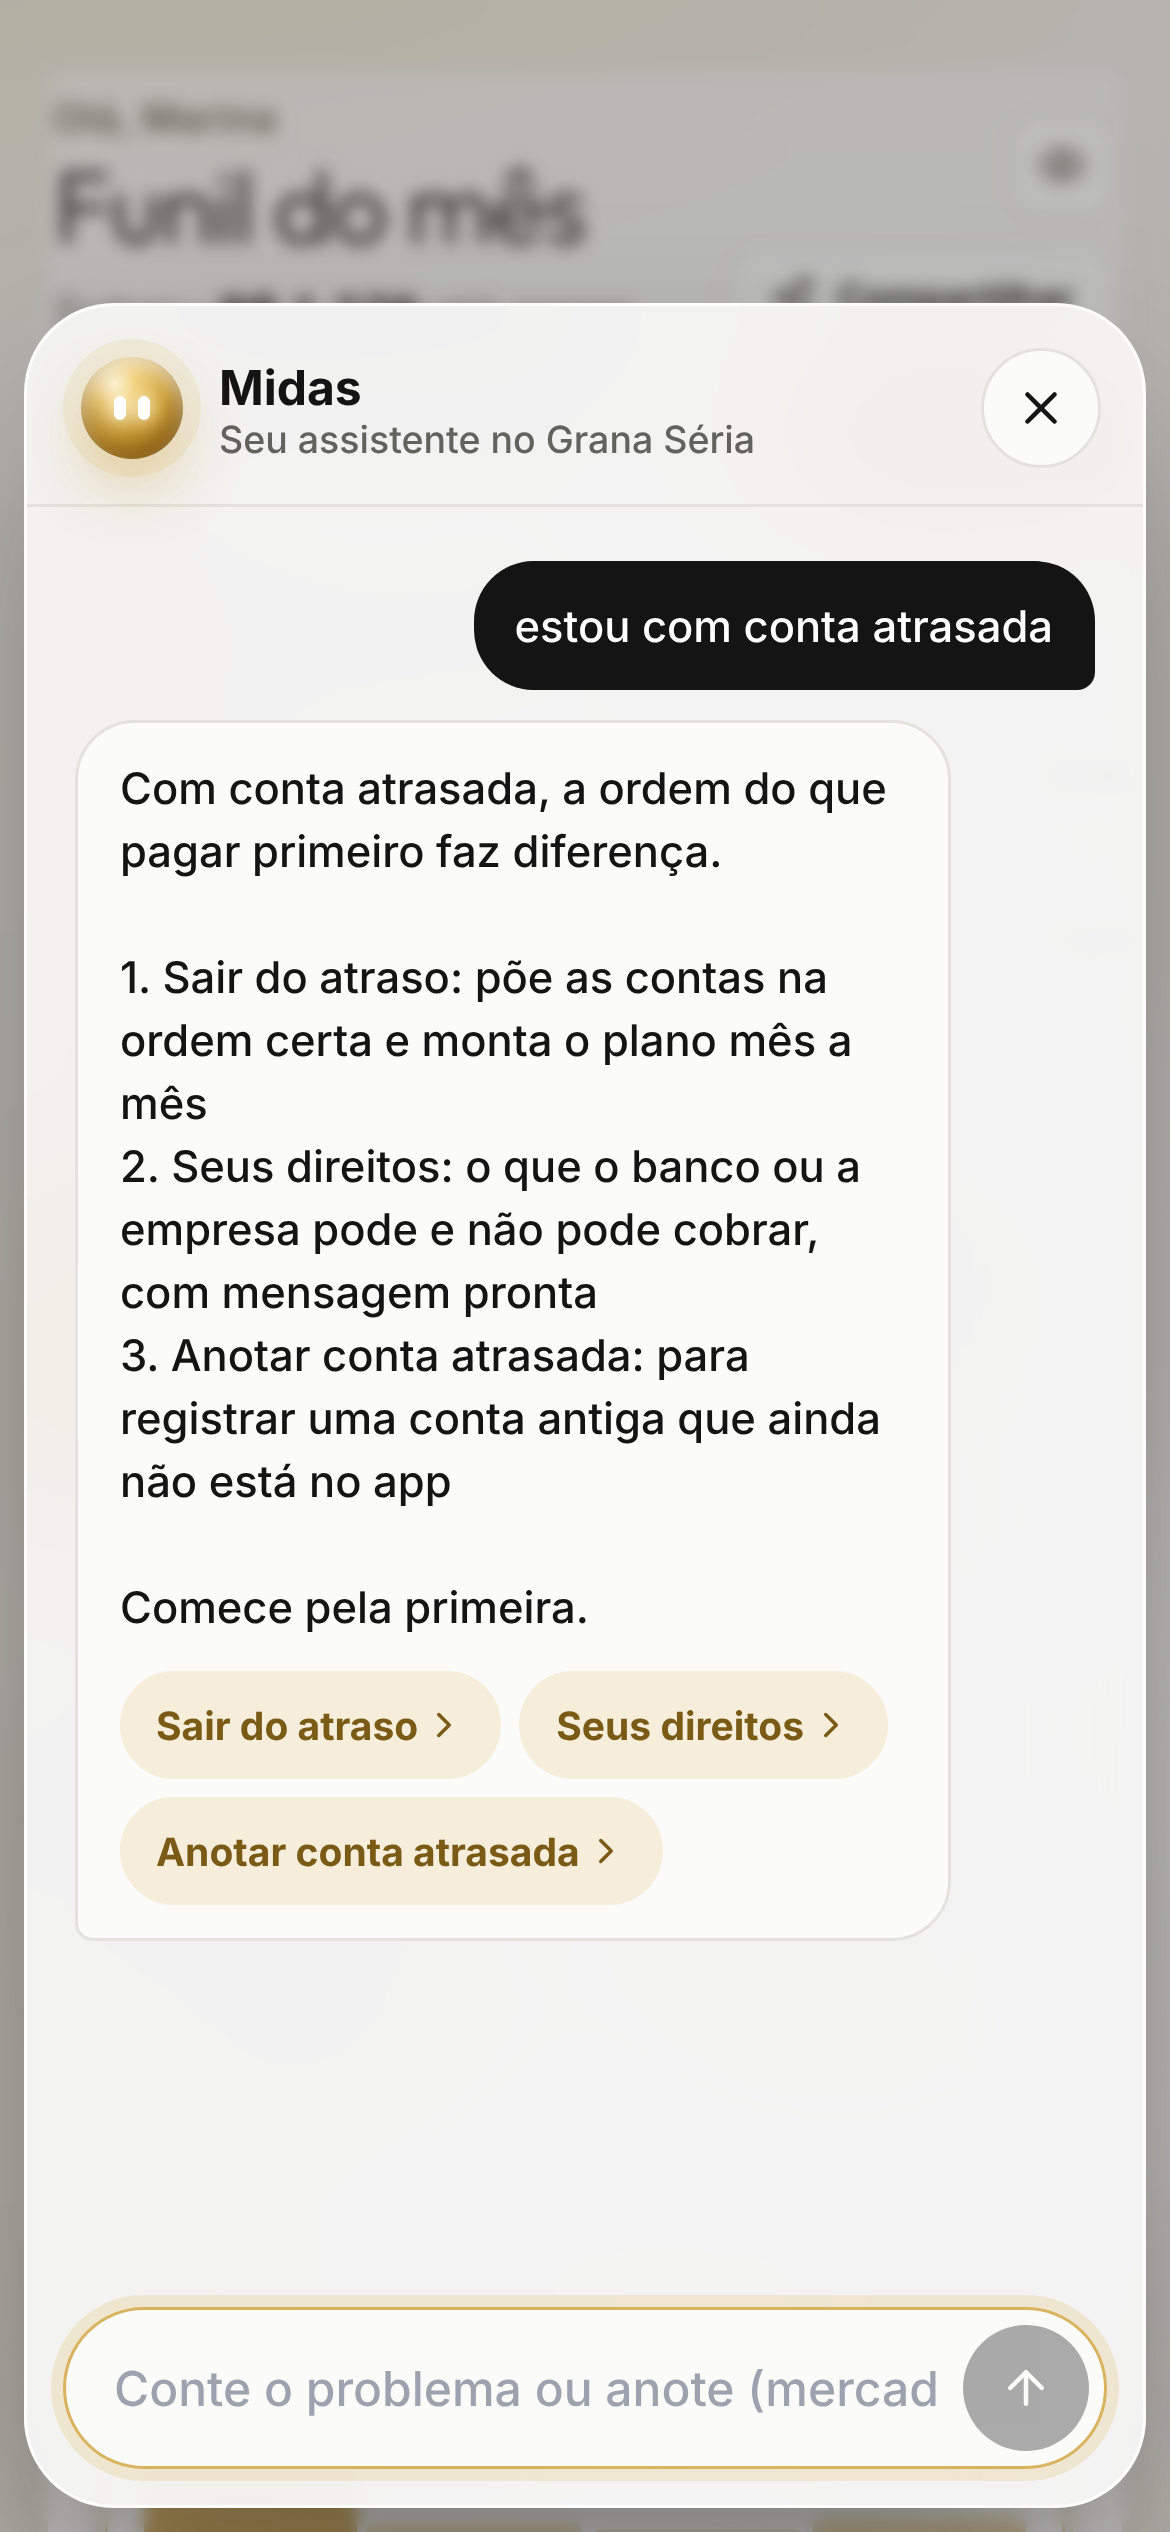 Olá, Marina
Funil do mês
Compartilhar
Midas
Seu assistente no Grana Séria
estou com conta atrasada
Com conta atrasada, a ordem do que
pagar primeiro faz diferença.
1. Sair do atraso: põe as contas na
ordem certa e monta o plano mês a
mês
2. Seus direitos: o que o banco ou a
empresa pode e não pode cobrar,
com mensagem pronta
3. Anotar conta atrasada: para
registrar uma conta antiga que ainda
não está no app
Comece pela primeira.
Sair do atraso
Seus direitos
Anotar conta atrasada
Conte o problema ou anote (mercad